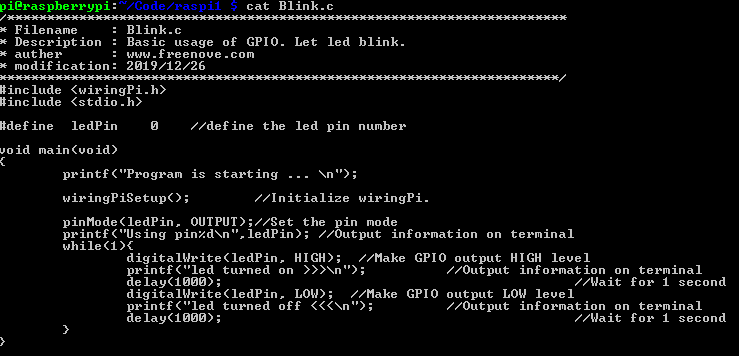 pi@raspberrypi:~/Code/raspi1 $ cat Blink.c
/**********************************************************************
* Filename    : Blink.c
* Description : Basic usage of GPIO. Let led blink.
* auther      : www.freenove.com
* modification: 2019/12/26
**********************************************************************/
#include <wiringPi.h>
#include <stdio.h>

#define  ledPin    0    //define the led pin number

void main(void)
{
        printf("Program is starting ... \n");

        wiringPiSetup();        //Initialize wiringPi.

        pinMode(ledPin, OUTPUT);//Set the pin mode
        printf("Using pin%d\n",ledPin); //Output information on terminal
        while(1){
                digitalWrite(ledPin, HIGH);  //Make GPIO output HIGH level
                printf("led turned on >>>\n");          //Output information on terminal
                delay(1000);                                            //Wait for 1 second
                digitalWrite(ledPin, LOW);  //Make GPIO output LOW level
                printf("led turned off <<<\n");         //Output information on terminal
                delay(1000);                                            //Wait for 1 second
        }
}